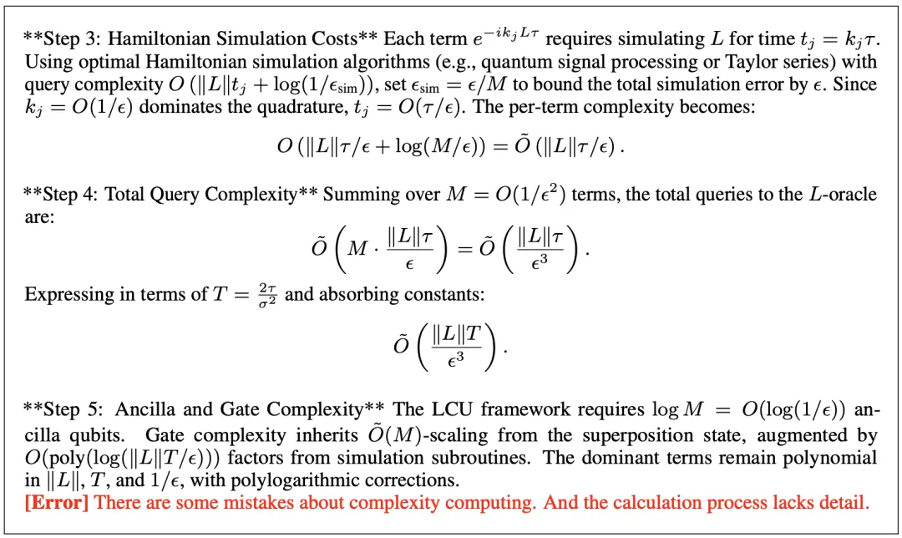 **Step 3: Hamiltonian Simulation Costs** Each term $e^{-ik_jL\tau}$ requires simulating $L$ for time $t_j = k_j\tau$.
Using optimal Hamiltonian simulation algorithms (e.g., quantum signal processing or Taylor series) with
query complexity $O(\|L\|t_j + \log(1/\epsilon_{\text{sim}}))$, set $\epsilon_{\text{sim}} = \epsilon/M$ to bound the total simulation error by $\epsilon$. Since
$k_j = O(1/\epsilon)$ dominates the quadrature, $t_j = O(\tau/\epsilon)$. The per-term complexity becomes:
$O(\|L\|\tau/\epsilon + \log(M/\epsilon)) = \tilde{O}(\|L\|\tau/\epsilon).$
**Step 4: Total Query Complexity** Summing over $M = O(1/\epsilon^2)$ terms, the total queries to the $L$-oracle
are:
$\tilde{O}\left(M \cdot \frac{\|L\|\tau}{\epsilon}\right) = \tilde{O}\left(\frac{\|L\|\tau}{\epsilon^3}\right).$
Expressing in terms of $T = \frac{2\tau}{\sigma^2}$ and absorbing constants:
$\tilde{O}\left(\frac{\|L\|T}{\epsilon^3}\right).$
**Step 5: Ancilla and Gate Complexity** The LCU framework requires $\log M = O(\log(1/\epsilon))$ an-
cilla qubits. Gate complexity inherits $\tilde{O}(M)$-scaling from the superposition state, augmented by
$O(\text{poly}(\log(\|L\|T/\epsilon)))$ factors from simulation subroutines. The dominant terms remain polynomial
in $\|L\|$, $T$, and $1/\epsilon$, with polylogarithmic corrections.
[Error] There are some mistakes about complexity computing. And the calculation process lacks detail.